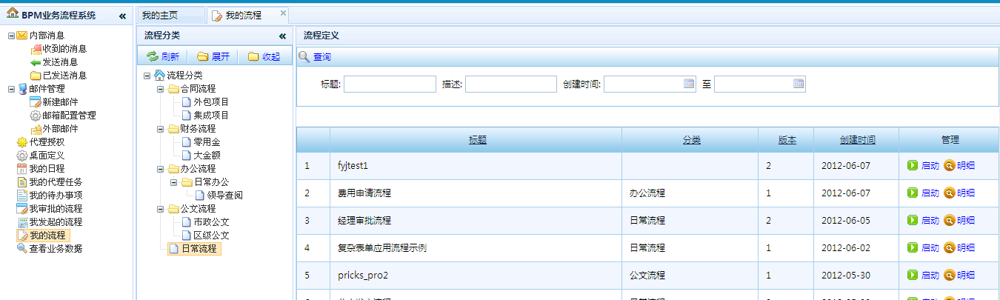 BPM业务流程系统 «
内部消息
收到的消息
发送消息
已发送消息
邮件管理
新建邮件
邮箱配置管理
外部邮件
代理授权
桌面定义
我的日程
我的代理任务
我的待办事项
我审批的流程
我发起的流程
我的流程
查看业务数据
我的主页 我的流程
流程分类 «
刷新 展开 收起
流程分类
合同流程
外包项目
集成项目
财务流程
零用金
大金额
办公流程
日常办公
领导查阅
公文流程
市政公文
区级公文
日常流程
流程定义
查询
标题: 描述: 创建时间: 至
标题 分类 版本 创建时间 管理
1 fyjtest1 2 2012-06-07 启动 明细
2 费用申请流程 办公流程 1 2012-06-07 启动 明细
3 经理审批流程 日常流程 2 2012-06-05 启动 明细
4 复杂表单应用流程示例 日常流程 1 2012-06-02 启动 明细
5 pricks_pro2 公文流程 1 2012-05-30 启动 明细